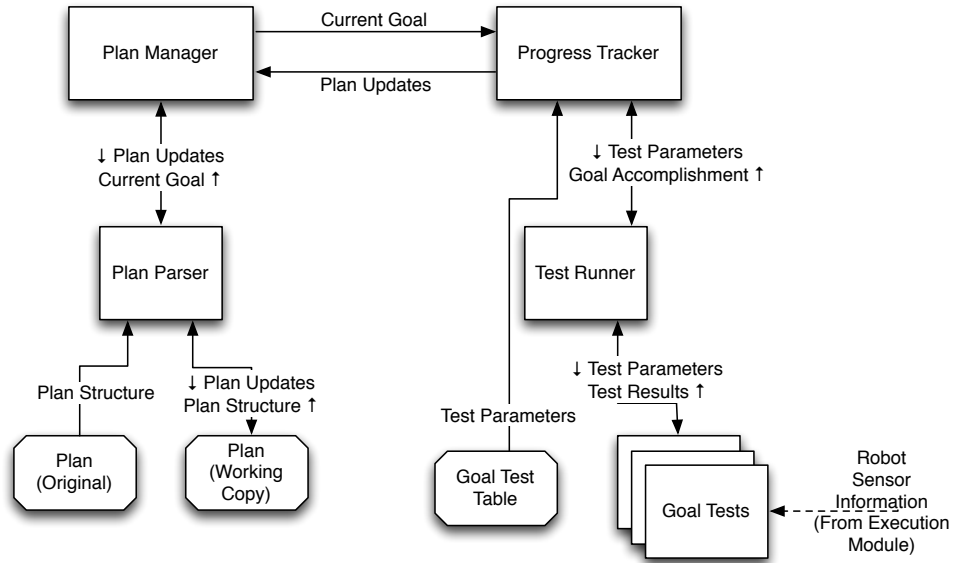 Current Goal
Plan Manager
Progress Tracker
Plan Updates
↓ Plan Updates
Current Goal ↑
↓ Test Parameters
Goal Accomplishment ↑
Plan Parser
Test Runner
Plan Structure
↓ Plan Updates
Plan Structure ↑
↓ Test Parameters
Test Results ↑
Test Parameters
Plan
(Original)
Plan
(Working
Copy)
Goal Test
Table
Goal Tests
Robot
Sensor
Information
(From Execution
Module)